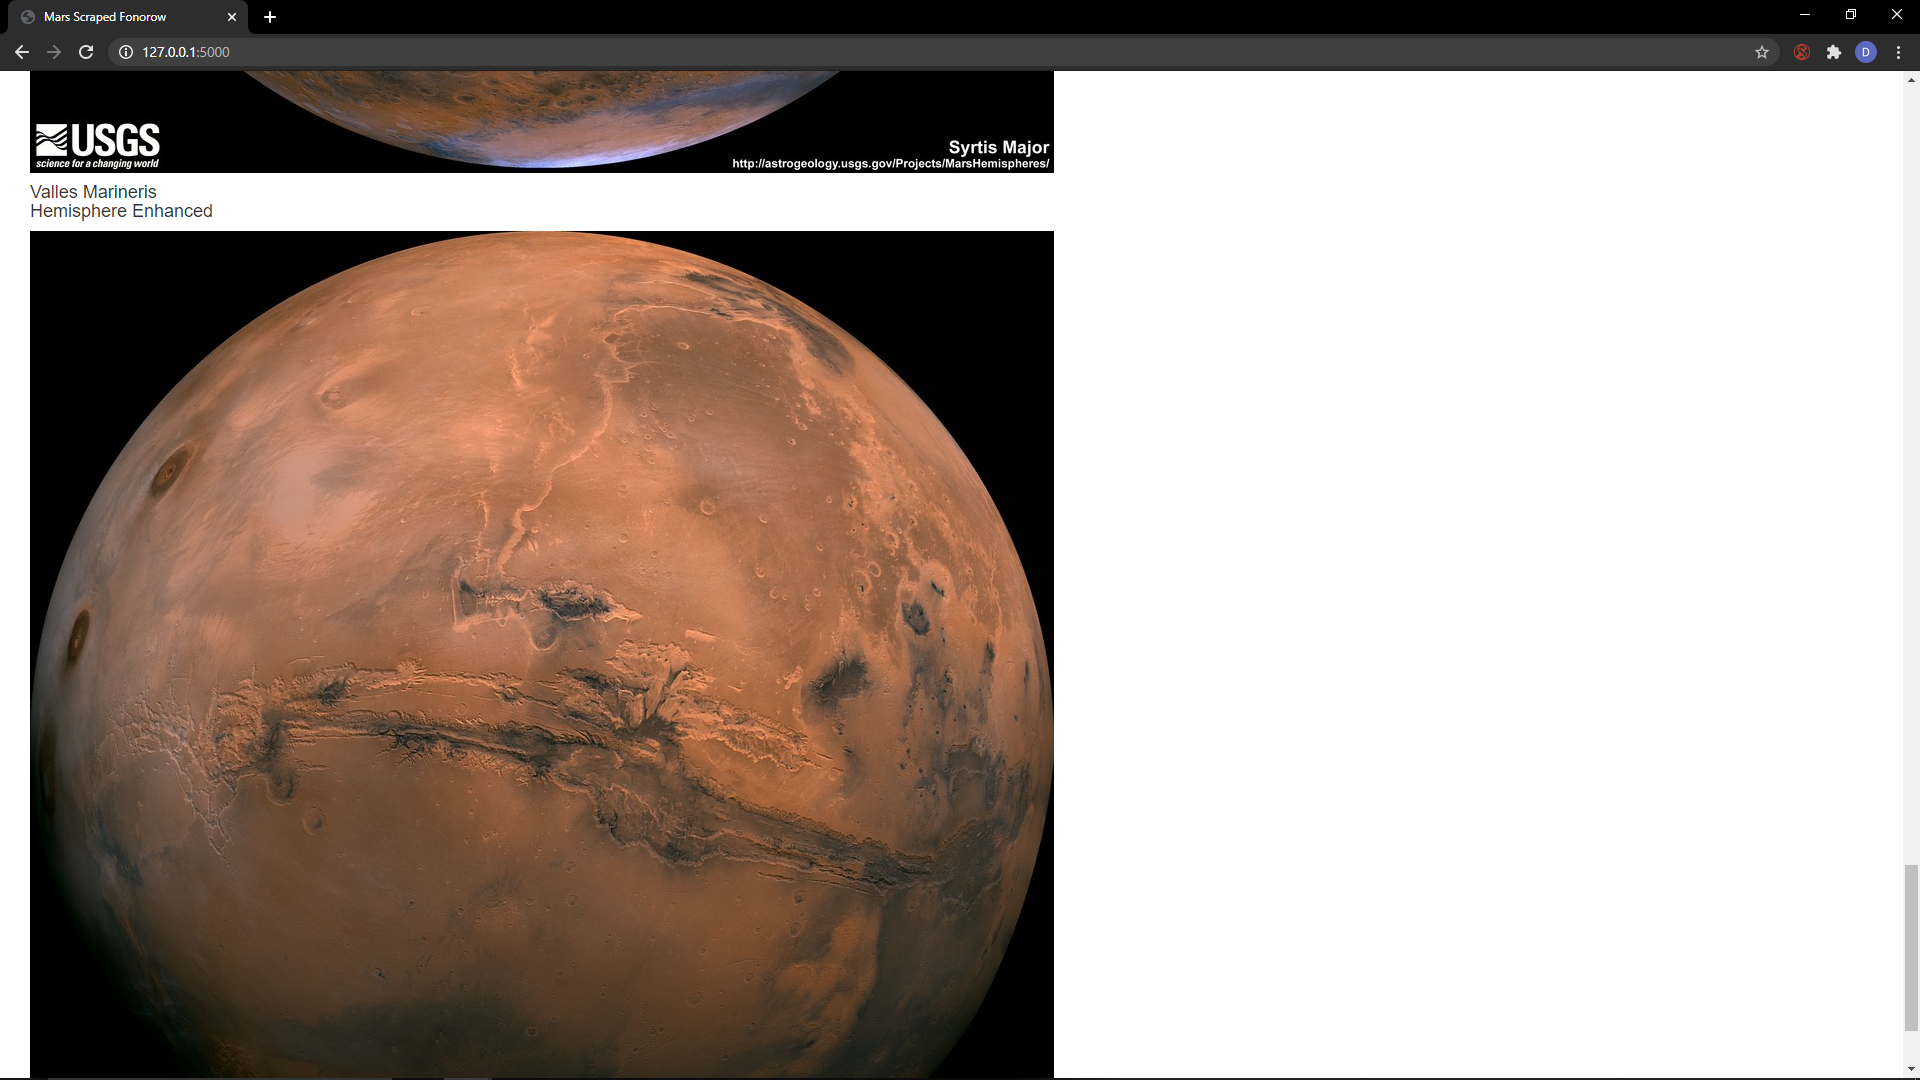 Mars Scraped Fonorow
127.0.0.1:5000
D
USGS
science for a changing world
Syrtis Major
http://astrogeology.usgs.gov/Projects/MarsHemispheres/
Valles Marineris
Hemisphere Enhanced